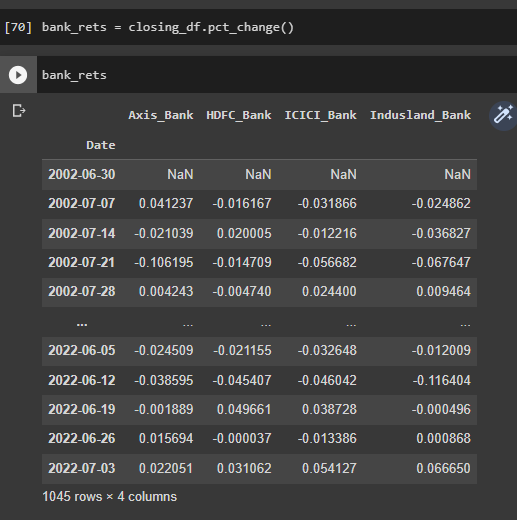 [70] bank_rets = closing_df.pct_change()
bank_rets
Axis_Bank HDFC_Bank ICICI_Bank Indusland_Bank
Date
2002-06-30 NaN NaN NaN NaN
2002-07-07 0.041237 -0.016167 -0.031866 -0.024862
2002-07-14 -0.021039 0.020005 -0.012216 -0.036827
2002-07-21 -0.106195 -0.014709 -0.056682 -0.067647
2002-07-28 0.004243 -0.004740 0.024400 0.009464
... ... ... ... ...
2022-06-05 -0.024509 -0.021155 -0.032648 -0.012009
2022-06-12 -0.038595 -0.045407 -0.046042 -0.116404
2022-06-19 -0.001889 0.049661 0.038728 -0.000496
2022-06-26 0.015694 -0.000037 -0.013386 0.000868
2022-07-03 0.022051 0.031062 0.054127 0.066650
1045 rows × 4 columns